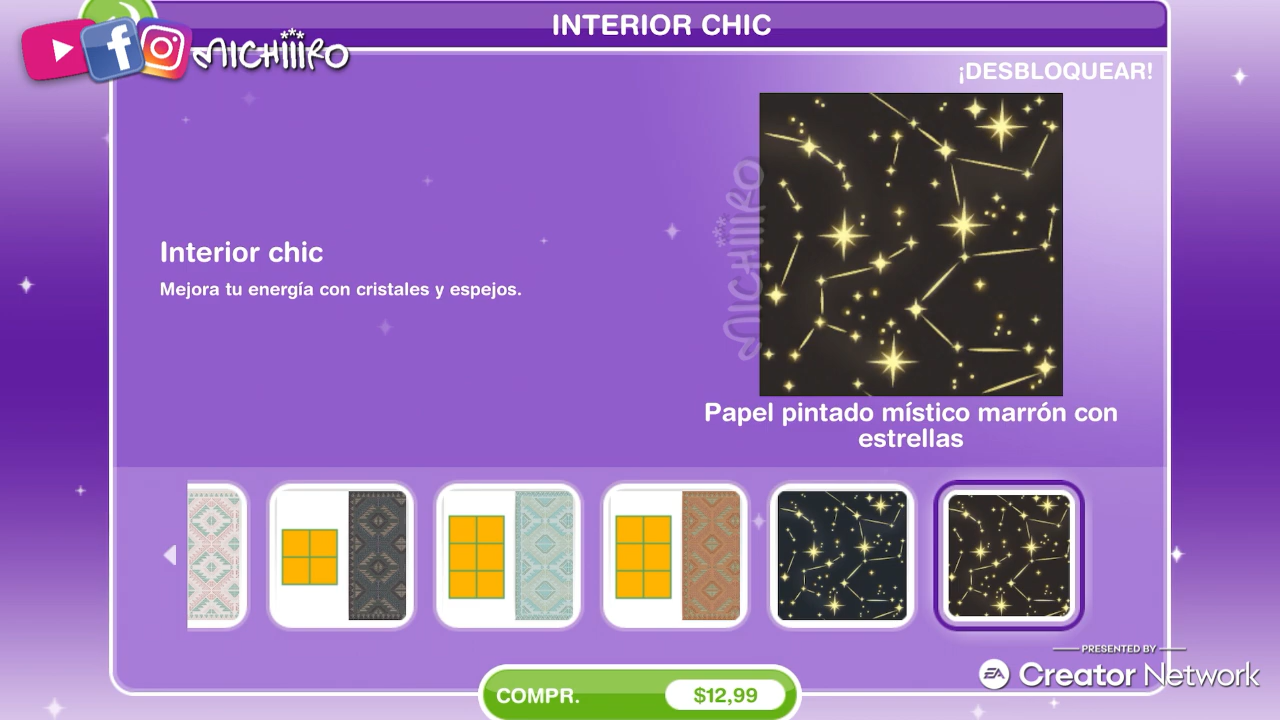 INTERIOR CHIC
MICHIIIRO
¡DESBLOQUEAR!
MICHIIIRO
Interior chic
Mejora tu energía con cristales y espejos.
Papel pintado místico marrón con
estrellas
PRESENTED BY
EA Creator Network
COMPR. $12,99